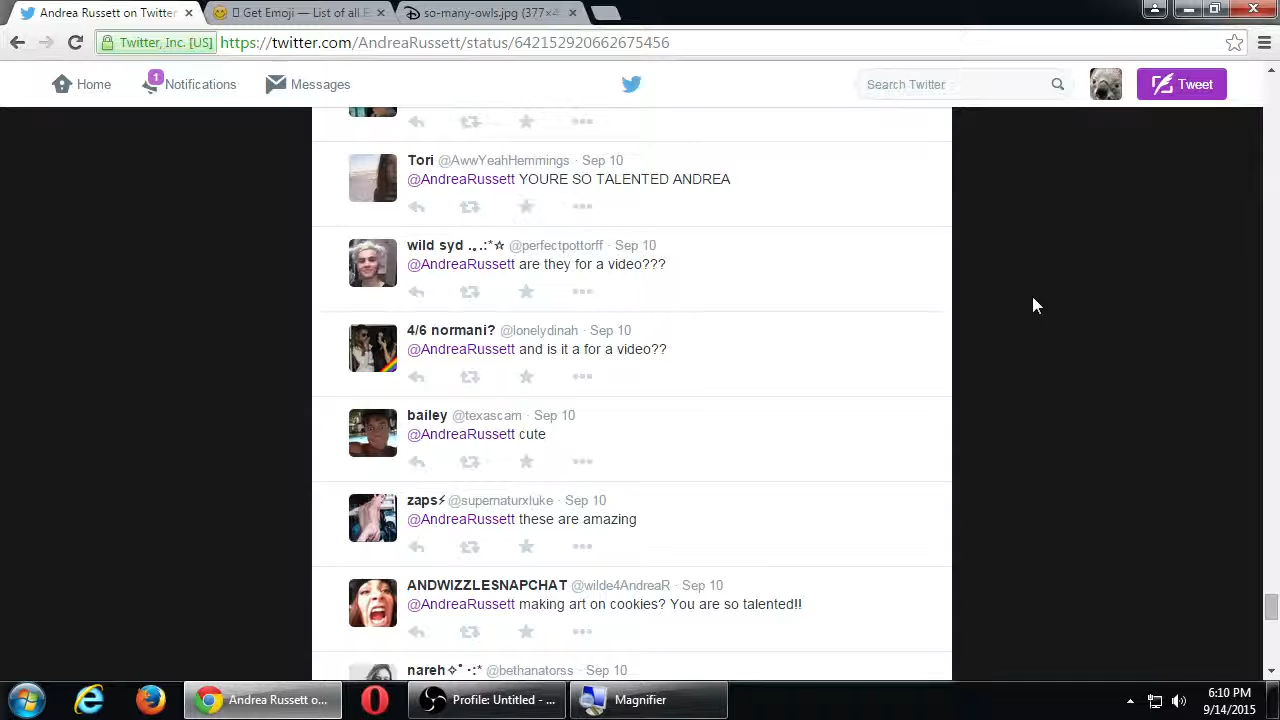 Andrea Russett on Twitter
Get Emoji — List of all E
so-many-owls.jpg (377×
Twitter, Inc. [US]
https://twitter.com/AndreaRussett/status/642152920662675456
Home
1
Notifications
Messages
Search Twitter
Tweet
Tori @AwwYeahHemmings · Sep 10
@AndreaRussett YOURE SO TALENTED ANDREA
wild syd .｡.:*☆ @perfectpottorff · Sep 10
@AndreaRussett are they for a video???
4/6 normani? @lonelydinah · Sep 10
@AndreaRussett and is it a for a video??
bailey @texascam · Sep 10
@AndreaRussett cute
zaps⚡ @supernaturxluke · Sep 10
@AndreaRussett these are amazing
ANDWIZZLESNAPCHAT @wilde4AndreaR · Sep 10
@AndreaRussett making art on cookies? You are so talented!!
nareh✧˚ ·:* @bethanatorss · Sep 10
Andrea Russett o...
Profile: Untitled - ...
Magnifier
6:10 PM
9/14/2015